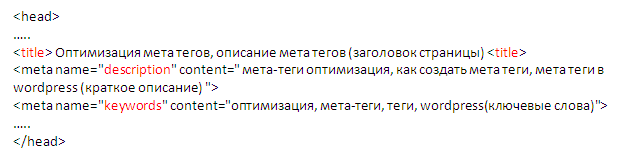 <head>
…..
<title> Оптимизация мета тегов, описание мета тегов (заголовок страницы) <title>
<meta name="description" content=" мета-теги оптимизация, как создать мета теги, мета теги в
wordpress (краткое описание) ">
<meta name="keywords" content="оптимизация, мета-теги, теги, wordpress(ключевые слова)">
…..
</head>